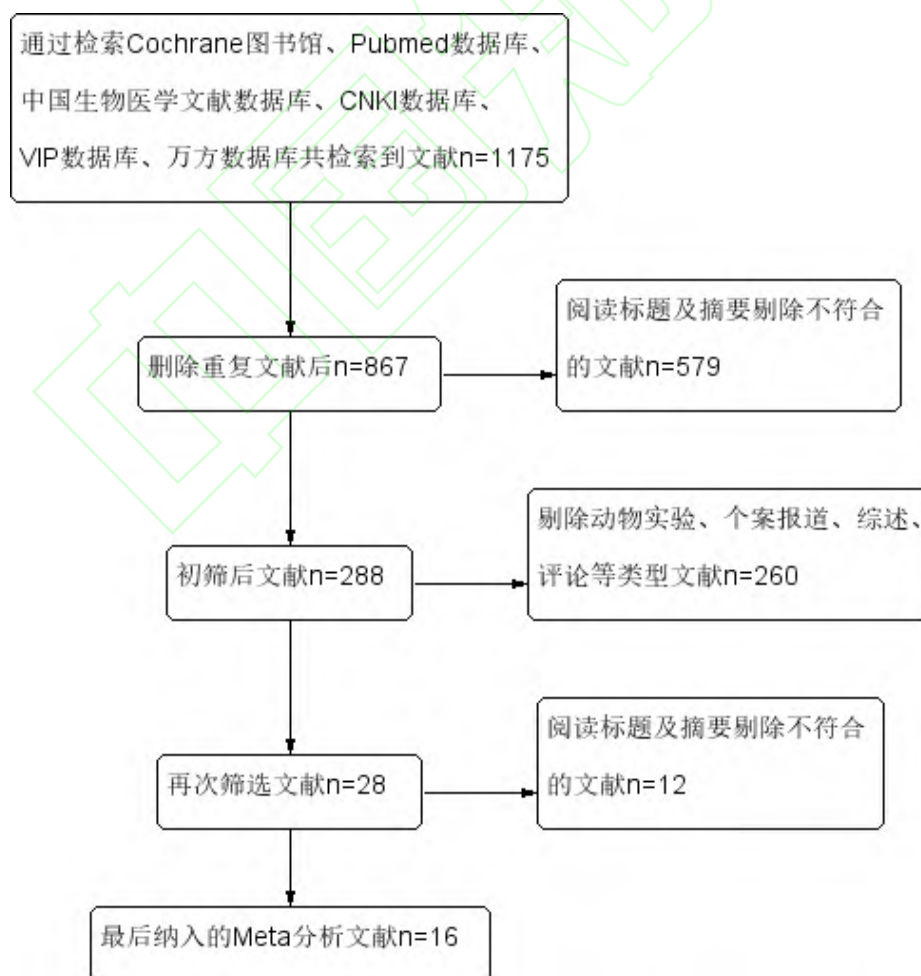 通过检索Cochrane图书馆、Pubmed数据库、
中国生物医学文献数据库、CNKI数据库、
VIP数据库、万方数据库共检索到文献n=1175
删除重复文献后n=867
阅读标题及摘要剔除不符合
的文献n=579
初筛后文献n=288
剔除动物实验、个案报道、综述、
评论等类型文献n=260
再次筛选文献n=28
阅读标题及摘要剔除不符合
的文献n=12
最后纳入的Meta分析文献n=16